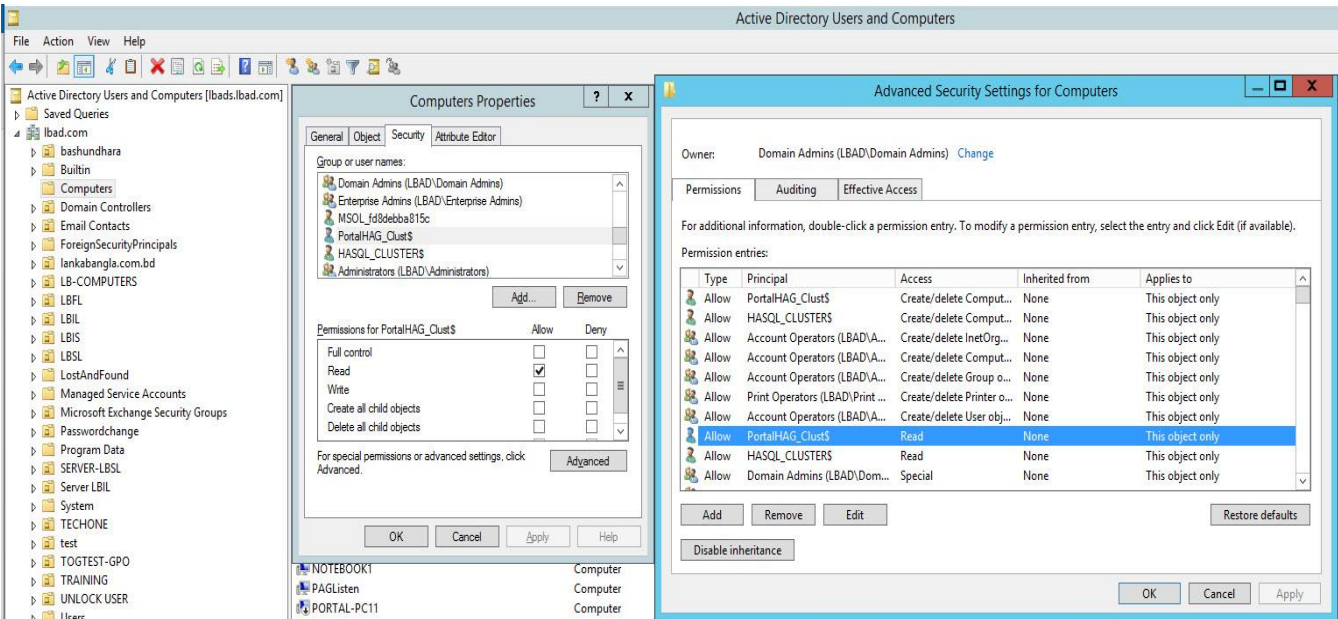 Active Directory Users and Computers
File Action View Help
Active Directory Users and Computers [lbads.lbad.com]
Saved Queries
lbad.com
bashundhara
Builtin
Computers
Domain Controllers
Email Contacts
ForeignSecurityPrincipals
lankabangla.com.bd
LB-COMPUTERS
LBFL
LBIL
LBIS
LBSL
LostAndFound
Managed Service Accounts
Microsoft Exchange Security Groups
Passwordchange
Program Data
SERVER-LBSL
Server LBIL
System
TECHONE
test
TOGTEST-GPO
TRAINING
UNLOCK USER
Users
Computers Properties ? X
General Object Security Attribute Editor
Group or user names:
Domain Admins (LBAD\Domain Admins)
Enterprise Admins (LBAD\Enterprise Admins)
MSOL_fd8debba815c
PortalHAG_Clust$
HASQL_CLUSTER$
Administrators (LBAD\Administrators)
Add... Remove
Permissions for PortalHAG_Clust$ Allow Deny
Full control
Read
Write
Create all child objects
Delete all child objects
For special permissions or advanced settings, click
Advanced.
Advanced
OK Cancel Apply Help
NOTEBOOK1 Computer
PAGListen Computer
PORTAL-PC11 Computer
Advanced Security Settings for Computers X
Owner: Domain Admins (LBAD\Domain Admins) Change
Permissions Auditing Effective Access
For additional information, double-click a permission entry. To modify a permission entry, select the entry and click Edit (if available).
Permission entries:
Type Principal Access Inherited from Applies to
Allow PortalHAG_Clust$ Create/delete Comput... None This object only
Allow HASQL_CLUSTER$ Create/delete Comput... None This object only
Allow Account Operators (LBAD\A... Create/delete InetOrg... None This object only
Allow Account Operators (LBAD\A... Create/delete Comput... None This object only
Allow Account Operators (LBAD\A... Create/delete Group o... None This object only
Allow Print Operators (LBAD\Print ... Create/delete Printer o... None This object only
Allow Account Operators (LBAD\A... Create/delete User obj... None This object only
Allow PortalHAG_Clust$ Read None This object only
Allow HASQL_CLUSTER$ Read None This object only
Allow Domain Admins (LBAD\Dom... Special None This object only
Add Remove Edit Restore defaults
Disable inheritance
OK Cancel Apply